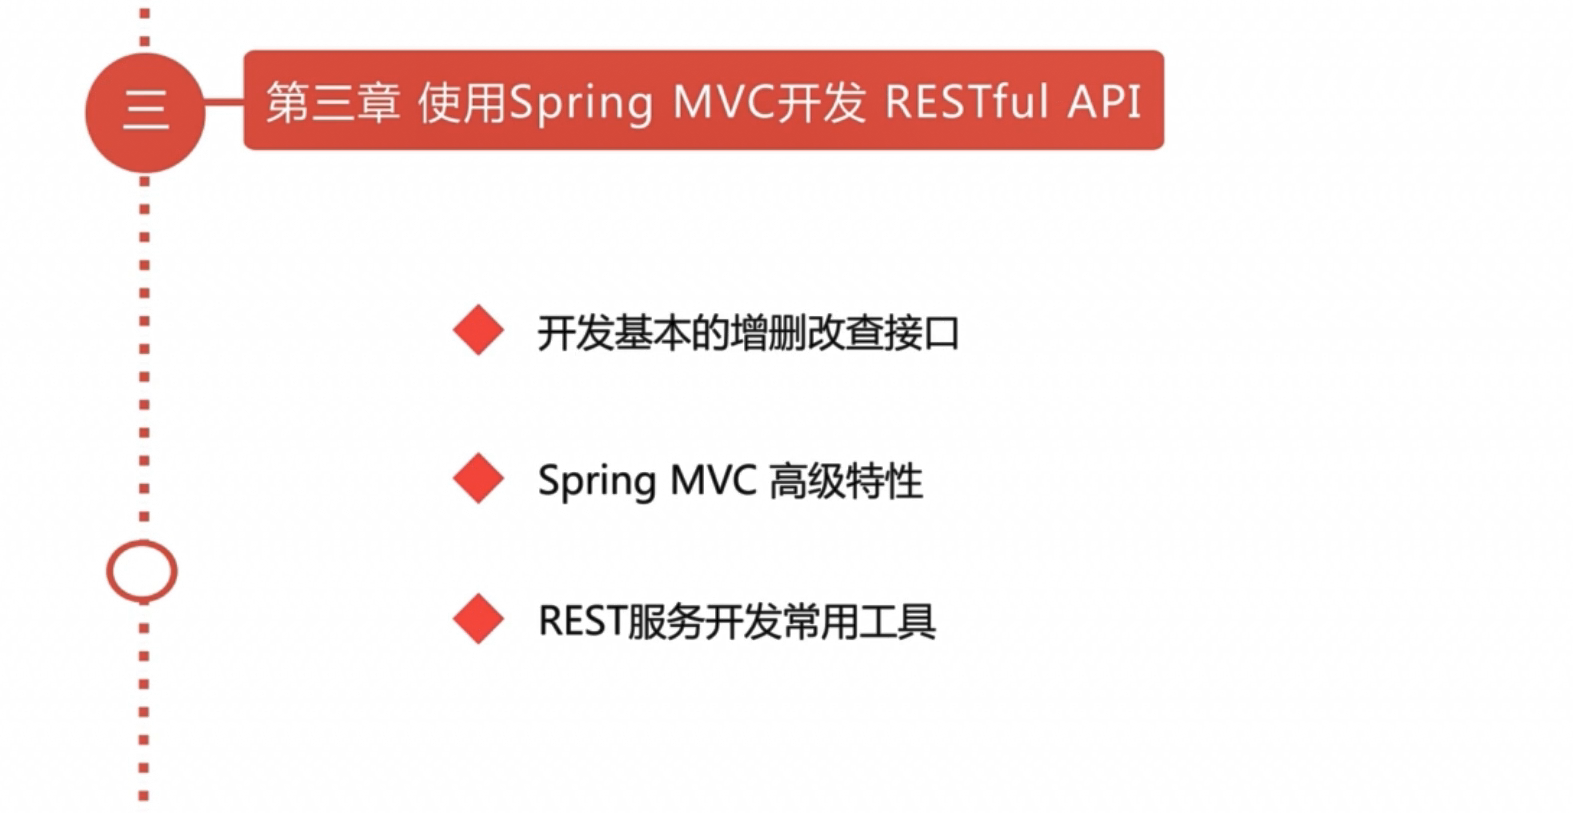 三
第三章 使用Spring MVC开发 RESTful API
开发基本的增删改查接口
Spring MVC 高级特性
REST服务开发常用工具